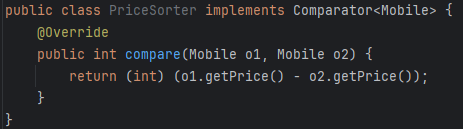 public class PriceSorter implements Comparator<Mobile> {
    @Override
    public int compare(Mobile o1, Mobile o2) {
        return (int) (o1.getPrice() - o2.getPrice());
    }
}